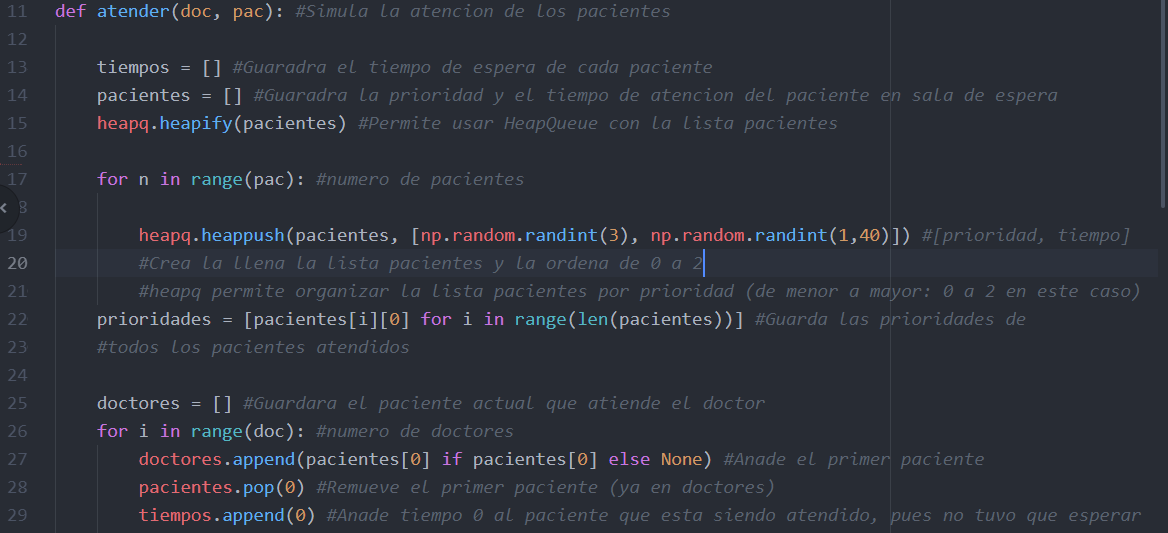 11 def atender(doc, pac): #Simula la atencion de los pacientes
12
13 tiempos = [] #Guaradra el tiempo de espera de cada paciente
14 pacientes = [] #Guaradra la prioridad y el tiempo de atencion del paciente en sala de espera
15 heapq.heapify(pacientes) #Permite usar HeapQueue con la lista pacientes
16
17 for n in range(pac): #numero de pacientes
8
19 heapq.heappush(pacientes, [np.random.randint(3), np.random.randint(1,40)]) #[prioridad, tiempo]
20 #Crea la llena la lista pacientes y la ordena de 0 a 2
21 #heapq permite organizar la lista pacientes por prioridad (de menor a mayor: 0 a 2 en este caso)
22 prioridades = [pacientes[i][0] for i in range(len(pacientes))] #Guarda las prioridades de
23 #todos los pacientes atendidos
24
25 doctores = [] #Guardara el paciente actual que atiende el doctor
26 for i in range(doc): #numero de doctores
27 doctores.append(pacientes[0] if pacientes[0] else None) #Anade el primer paciente
28 pacientes.pop(0) #Remueve el primer paciente (ya en doctores)
29 tiempos.append(0) #Anade tiempo 0 al paciente que esta siendo atendido, pues no tuvo que esperar